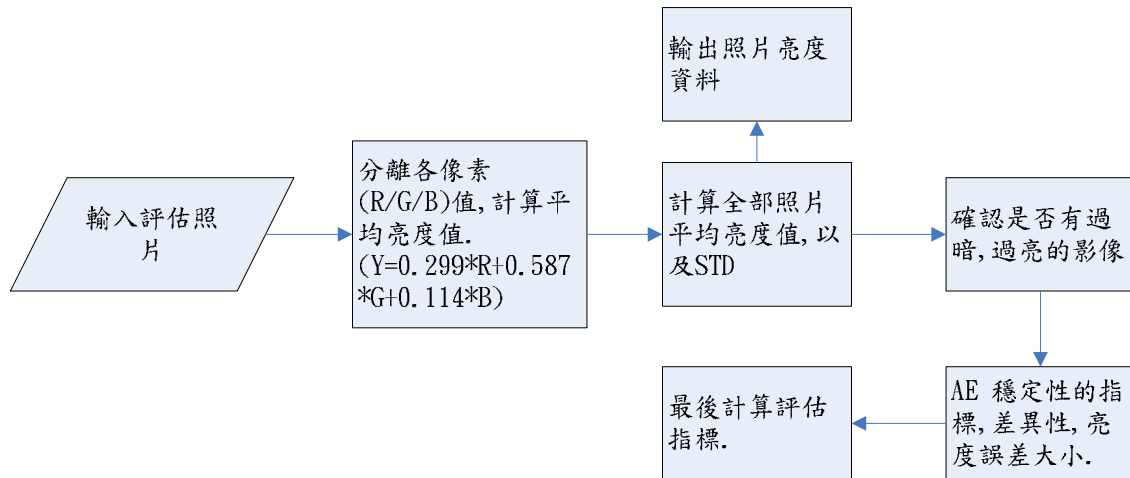 輸入評估照
片
分離各像素
(R/G/B)值,計算平
均亮度值.
(Y=0.299*R+0.587
*G+0.114*B)
輸出照片亮度
資料
計算全部照片
平均亮度值,以
及STD
確認是否有過
暗,過亮的影像
AE 穩定性的指
標,差異性,亮
度誤差大小.
最後計算評估
指標.